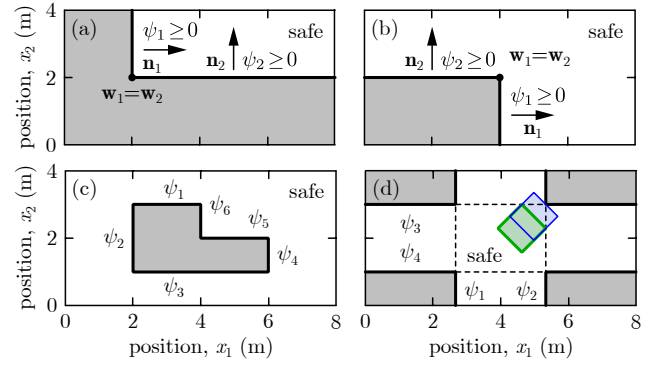 4
2
0
position, x₂ (m)
(a)
ψ₁ ≥ 0
n₁
n₂
ψ₂ ≥ 0
safe
w₁=w₂
(b)
n₂
ψ₂ ≥ 0
w₁=w₂
ψ₁ ≥ 0
n₁
safe
4
2
0
position, x₂ (m)
(c)
safe
ψ₁
ψ₂
ψ₃
ψ₄
ψ₅
ψ₆
(d)
ψ₃
ψ₄
safe
ψ₁
ψ₂
0 2 4 6 8
0 2 4 6 8
position, x₁ (m)
position, x₁ (m)